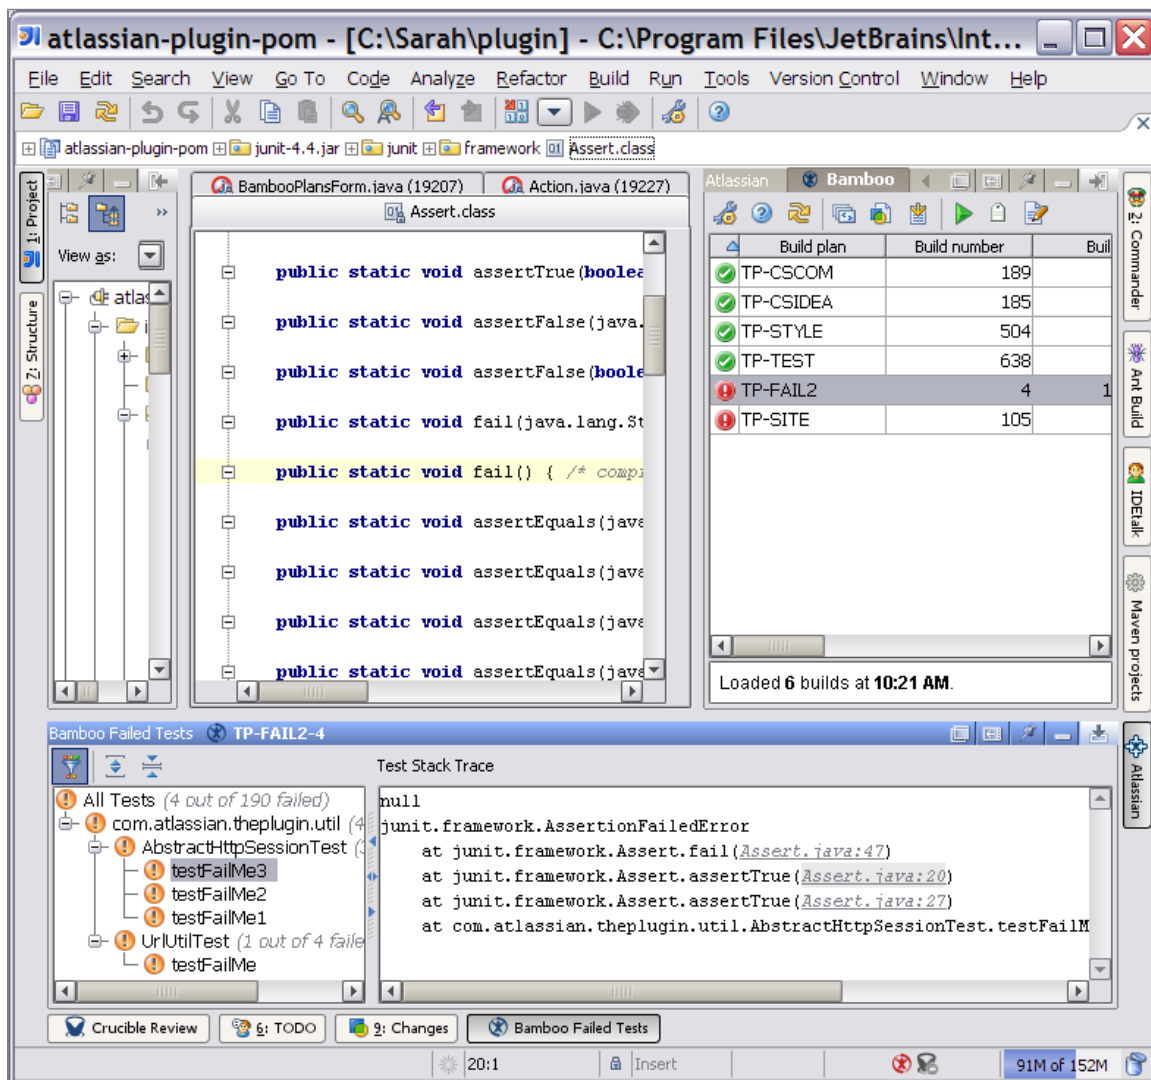 atlassian-plugin-pom - [C:\Sarah\plugin] - C:\Program Files\JetBrains\Int...
File Edit Search View Go To Code Analyze Refactor Build Run Tools Version Control Window Help
atlassian-plugin-pom junit-4.4.jar junit framework Assert.class
1: Project
7: Structure
View as:
atlas
BambooPlansForm.java (19207) Action.java (19227)
Assert.class
public static void assertTrue(boolea
public static void assertFalse(java.
public static void assertFalse(boole
public static void fail(java.lang.St
public static void fail() { /* compi
public static void assertEquals(java
public static void assertEquals(java
public static void assertEquals(java
public static void assertEquals(java
Atlassian Bamboo
Build plan Build number Buil
TP-CSCOM 189
TP-CSIDEA 185
TP-STYLE 504
TP-TEST 638
TP-FAIL2 4 1
TP-SITE 105
Loaded 6 builds at 10:21 AM.
2: Commander
Ant Build
IDEtalk
Maven projects
Atlassian
Bamboo Failed Tests TP-FAIL2-4
Test Stack Trace
All Tests (4 out of 190 failed)
com.atlassian.theplugin.util (4
AbstractHttpSessionTest (3
testFailMe3
testFailMe2
testFailMe1
UrlUtilTest (1 out of 4 faile
testFailMe
null
junit.framework.AssertionFailedError
at junit.framework.Assert.fail(Assert.java:47)
at junit.framework.Assert.assertTrue(Assert.java:20)
at junit.framework.Assert.assertTrue(Assert.java:27)
at com.atlassian.theplugin.util.AbstractHttpSessionTest.testFailM
Crucible Review 6: TODO 9: Changes Bamboo Failed Tests
20:1 Insert 91M of 152M